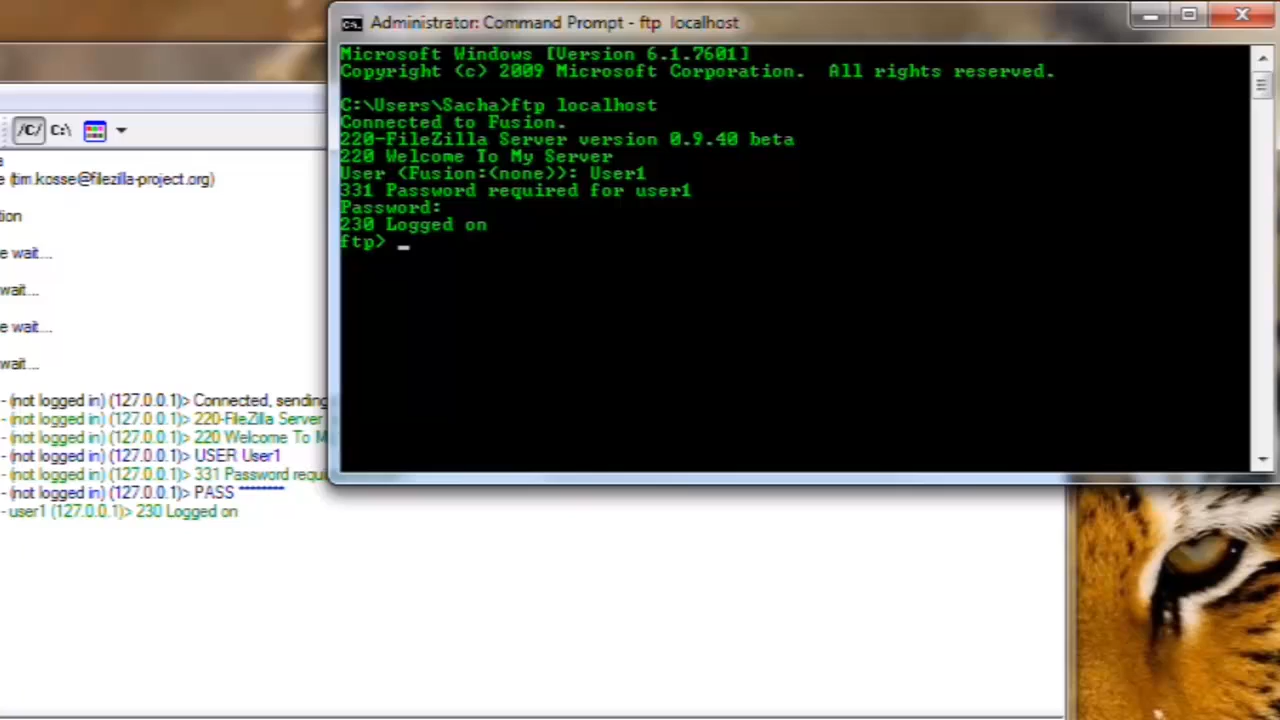 Administrator: Command Prompt - ftp localhost
Microsoft Windows [Version 6.1.7601]
Copyright (c) 2009 Microsoft Corporation. All rights reserved.
C:\Users\Sacha>ftp localhost
Connected to Fusion.
220-FileZilla Server version 0.9.40 beta
220 Welcome To My Server
User (Fusion:(none)): User1
331 Password required for user1
Password:
230 Logged on
ftp> _
/C/ C:\
e (tim.kosse@filezilla-project.org)
tion
e wait...
wait...
e wait...
wait...
- (not logged in) (127.0.0.1)> Connected, sending
- (not logged in) (127.0.0.1)> 220-FileZilla Server
- (not logged in) (127.0.0.1)> 220 Welcome To M
- (not logged in) (127.0.0.1)> USER User1
- (not logged in) (127.0.0.1)> 331 Password requi
- (not logged in) (127.0.0.1)> PASS ********
- user1 (127.0.0.1)> 230 Logged on